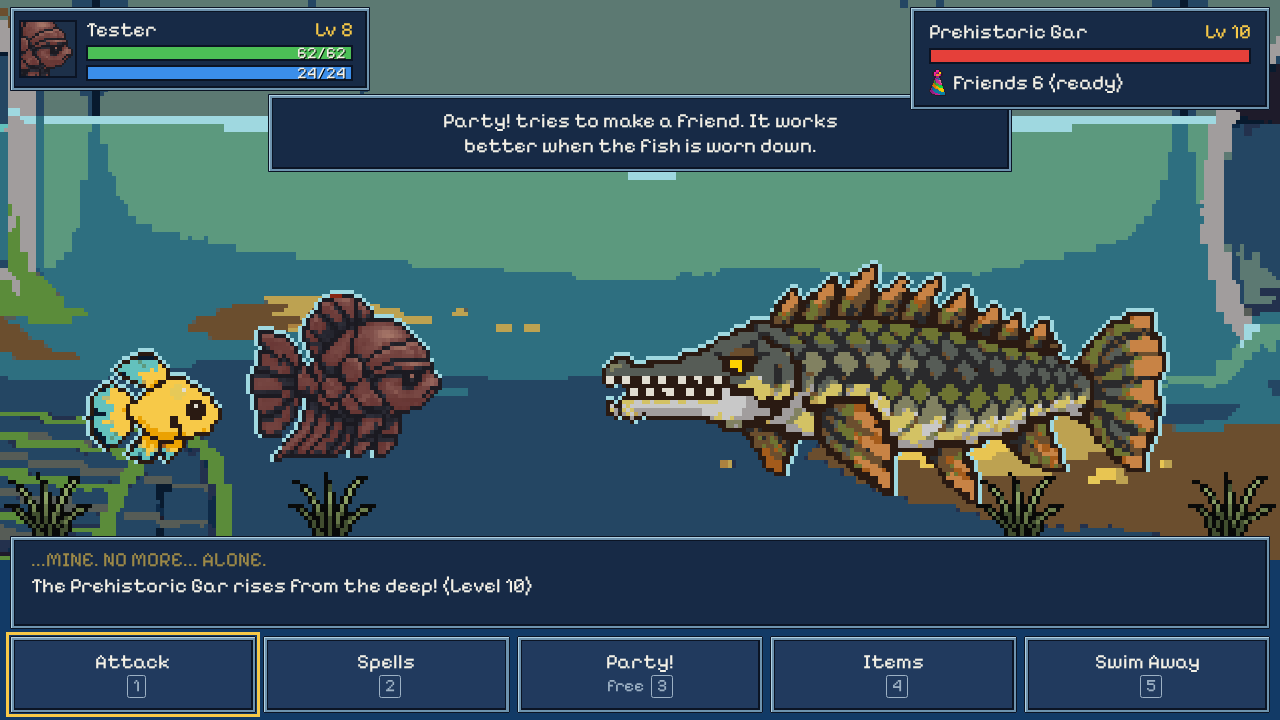 Tester Lv 8
62/62
24/24
Prehistoric Gar Lv 10
Friends 6 (ready)
Party! tries to make a friend. It works
better when the fish is worn down.
...MINE. NO MORE... ALONE.
The Prehistoric Gar rises from the deep! (Level 10)
Attack
1
Spells
2
Party!
free 3
Items
4
Swim Away
5